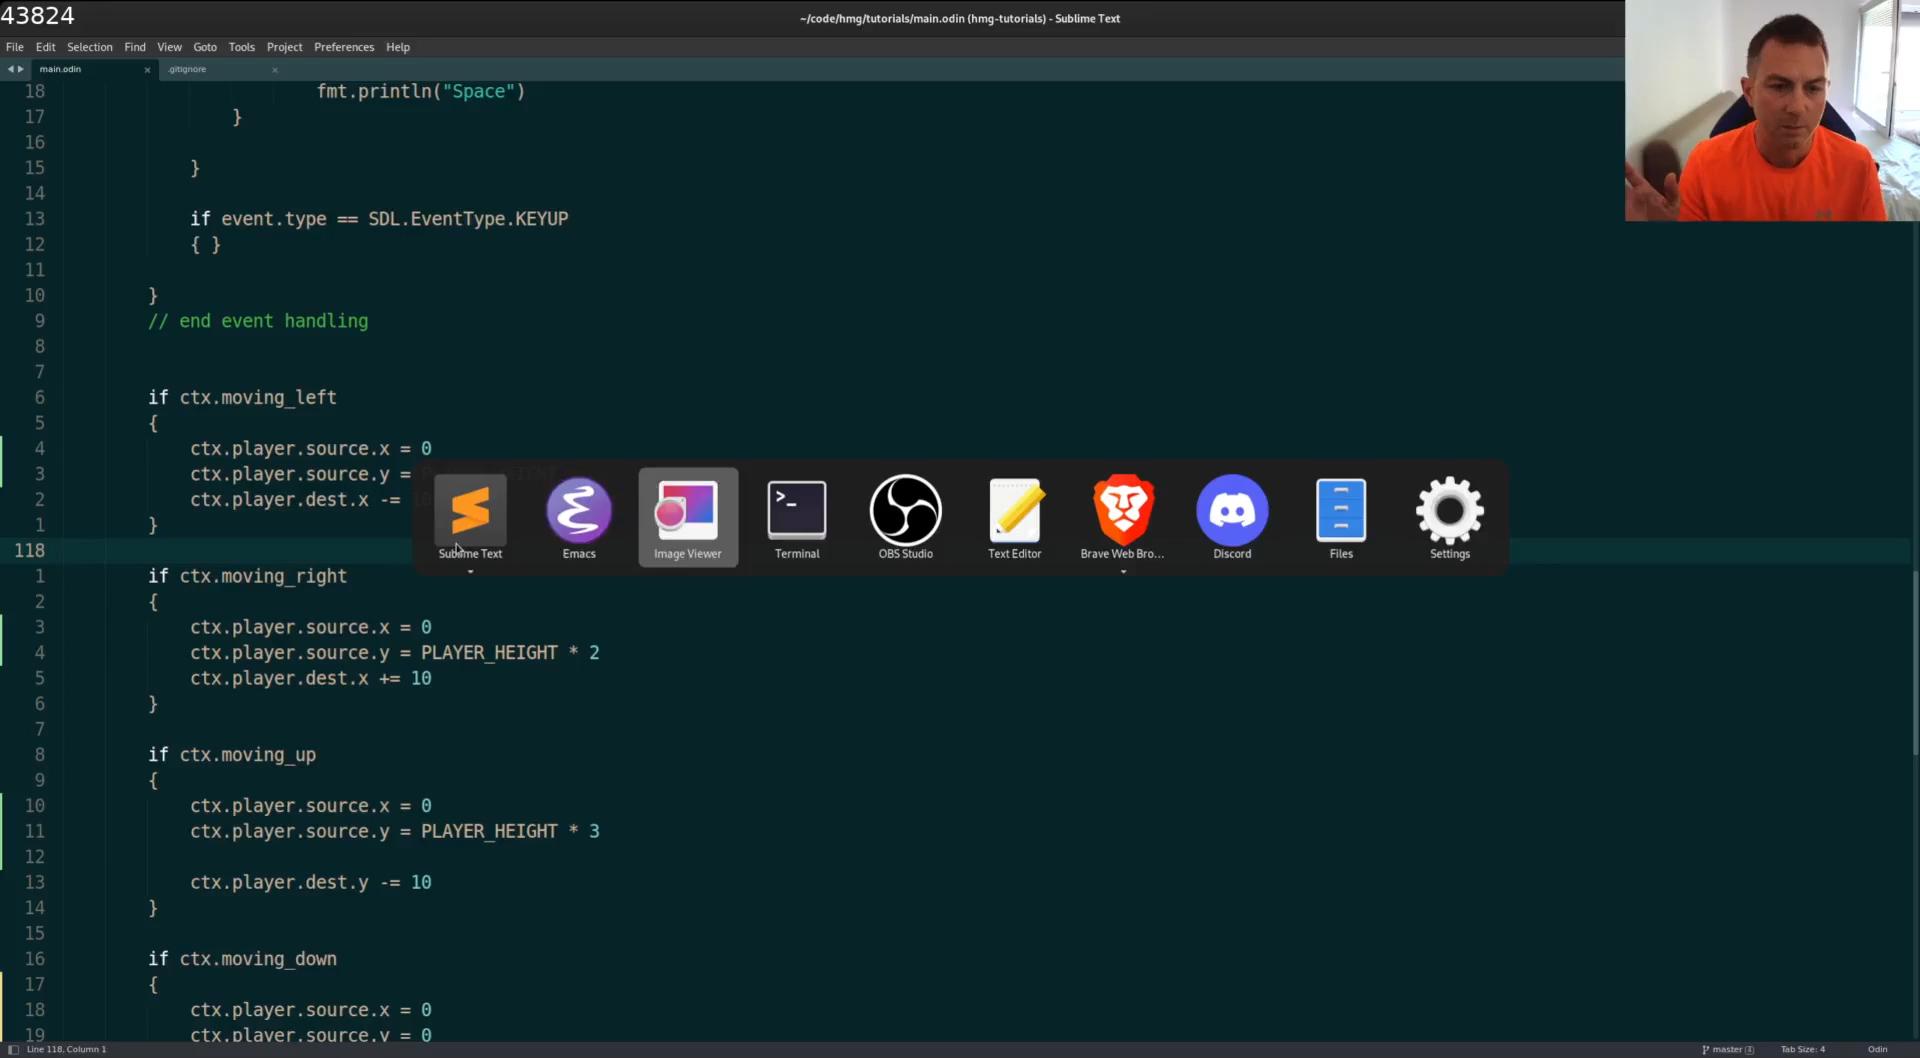 43824
~/code/hmg/tutorials/main.odin (hmg-tutorials) - Sublime Text
File Edit Selection Find View Goto Tools Project Preferences Help
main.odin × .gitignore ×
18 fmt.println("Space")
17 }
16
15 }
14
13 if event.type == SDL.EventType.KEYUP
12 { }
11
10 }
9 // end event handling
8
7
6 if ctx.moving_left
5 {
4 ctx.player.source.x = 0
3 ctx.player.source.y =
2 ctx.player.dest.x -= 10
1 }
118
Sublime Text Emacs Image Viewer Terminal OBS Studio Text Editor Brave Web Bro... Discord Files Settings
1 if ctx.moving_right
2 {
3 ctx.player.source.x = 0
4 ctx.player.source.y = PLAYER_HEIGHT * 2
5 ctx.player.dest.x += 10
6 }
7
8 if ctx.moving_up
9 {
10 ctx.player.source.x = 0
11 ctx.player.source.y = PLAYER_HEIGHT * 3
12
13 ctx.player.dest.y -= 10
14 }
15
16 if ctx.moving_down
17 {
18 ctx.player.source.x = 0
19 ctx.player.source.y = 0
Line 118, Column 1 master 4 Tab Size: 4 Odin